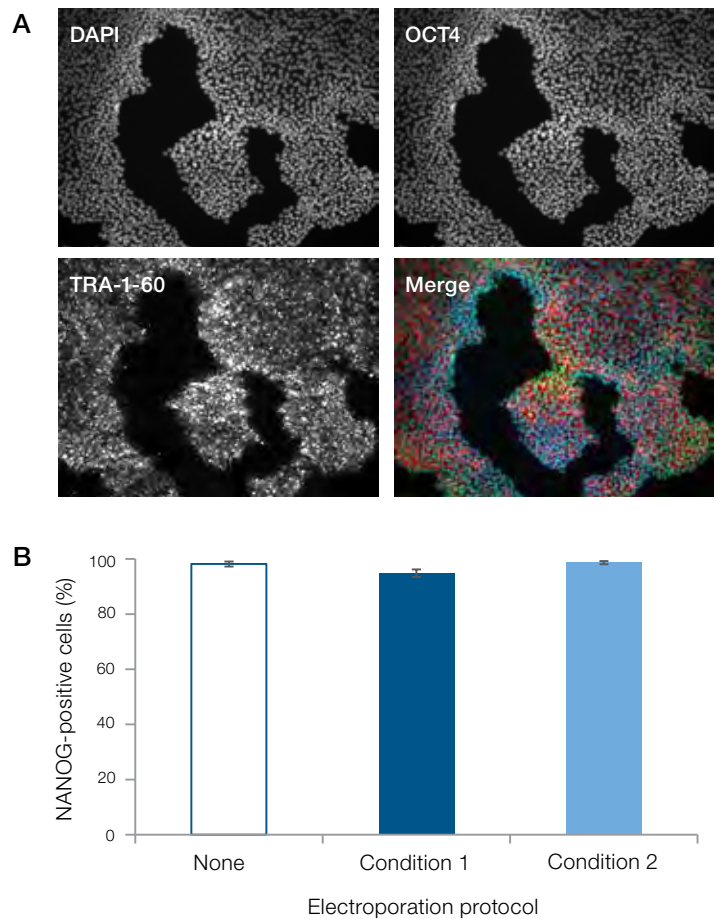 A
DAPI
OCT4
TRA-1-60
Merge
B
NANOG-positive cells (%)
100
80
60
40
20
0
None
Condition 1
Condition 2
Electroporation protocol